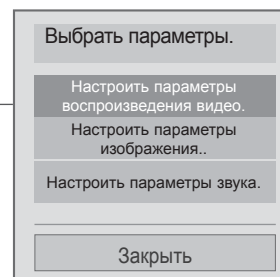 Выбрать параметры.
Настроить параметры
воспроизведения видео.
Настроить параметры
изображения..
Настроить параметры звука.
Закрыть